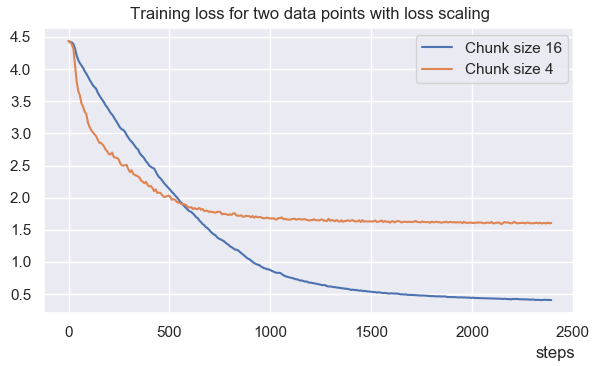 Training loss for two data points with loss scaling
4.5
4.0
3.5
3.0
2.5
2.0
1.5
1.0
0.5
Chunk size 16
Chunk size 4
0 500 1000 1500 2000 2500
steps